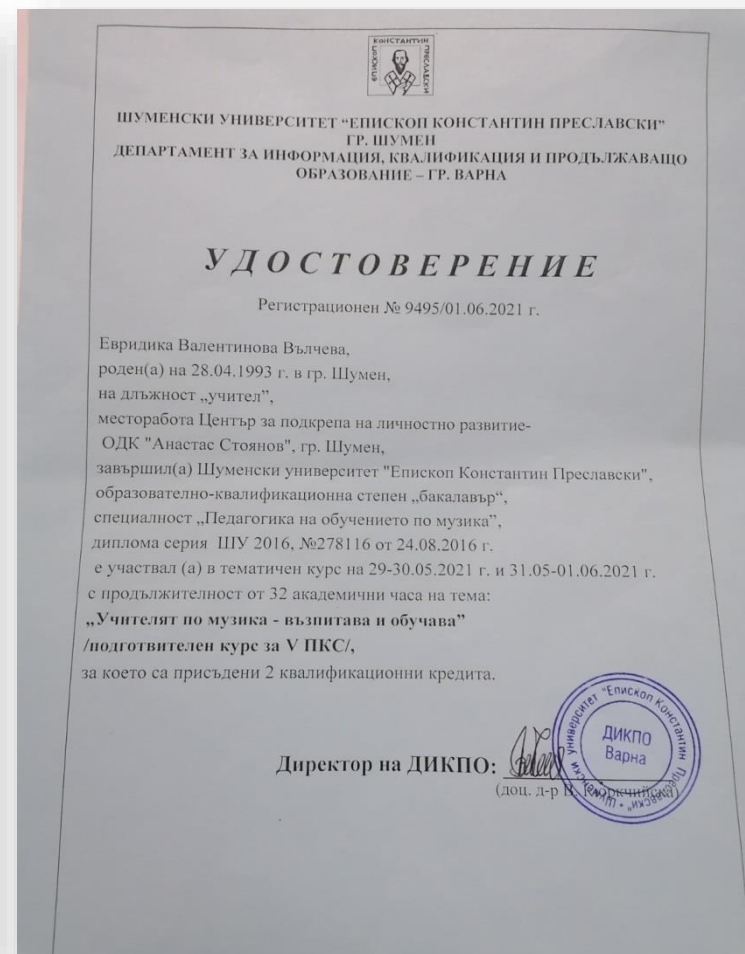 ЕПИСКОП КОНСТАНТИН ПРЕСЛАВСКИ
ШУМЕНСКИ УНИВЕРСИТЕТ “ЕПИСКОП КОНСТАНТИН ПРЕСЛАВСКИ”
ГР. ШУМЕН
ДЕПАРТАМЕНТ ЗА ИНФОРМАЦИЯ, КВАЛИФИКАЦИЯ И ПРОДЪЛЖАВАЩО
ОБРАЗОВАНИЕ – ГР. ВАРНА
УДОСТОВЕРЕНИЕ
Регистрационен № 9495/01.06.2021 г.
Евридика Валентинова Вълчева,
роден(а) на 28.04.1993 г. в гр. Шумен,
на длъжност „учител”,
месторабота Център за подкрепа на личностно развитие-
ОДК "Анастас Стоянов", гр. Шумен,
завършил(а) Шуменски университет "Епископ Константин Преславски",
образователно-квалификационна степен „бакалавър“,
специалност „Педагогика на обучението по музика”,
диплома серия ШУ 2016, №278116 от 24.08.2016 г.
е участвал (а) в тематичен курс на 29-30.05.2021 г. и 31.05-01.06.2021 г.
с продължителност от 32 академични часа на тема:
„Учителят по музика - възпитава и обучава”
/подготвителен курс за V ПКС/,
за което са присъдени 2 квалификационни кредита.
Директор на ДИКПО:
(доц. д-р В.
Шуменски университет "Епископ Константин Преславски"
ДИКПО
Варна